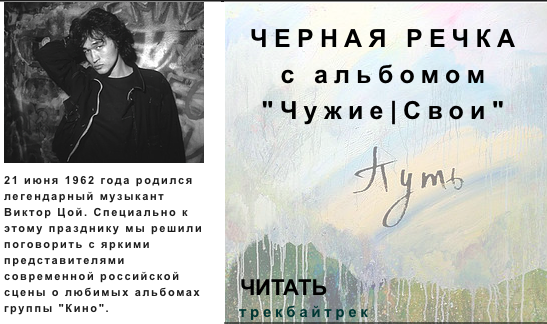 21 июня 1962 года родился
легендарный музыкант
Виктор Цой. Специально к
этому празднику мы решили
поговорить с яркими
представителями
современной российской
сцены о любимых альбомах
группы "Кино".
ЧЕРНАЯ РЕЧКА
с альбомом
"Чужие|Свои"
Путь
ЧИТАТЬ
трекбайтрек